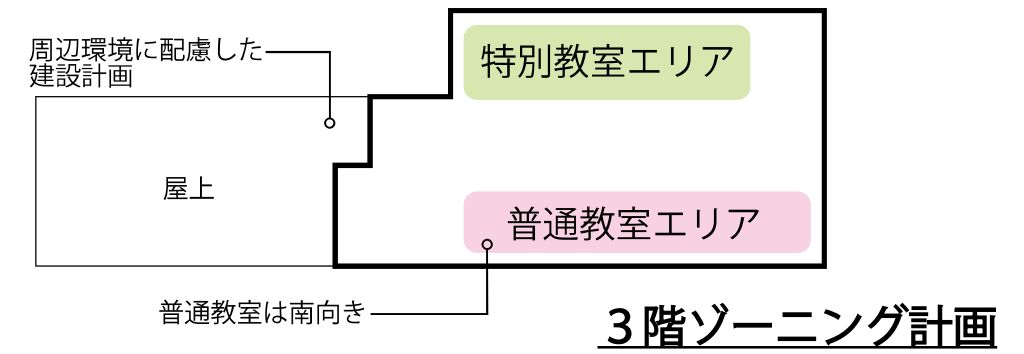 周辺環境に配慮した
建設計画
特別教室エリア
屋上
普通教室エリア
普通教室は南向き
３階ゾーニング計画